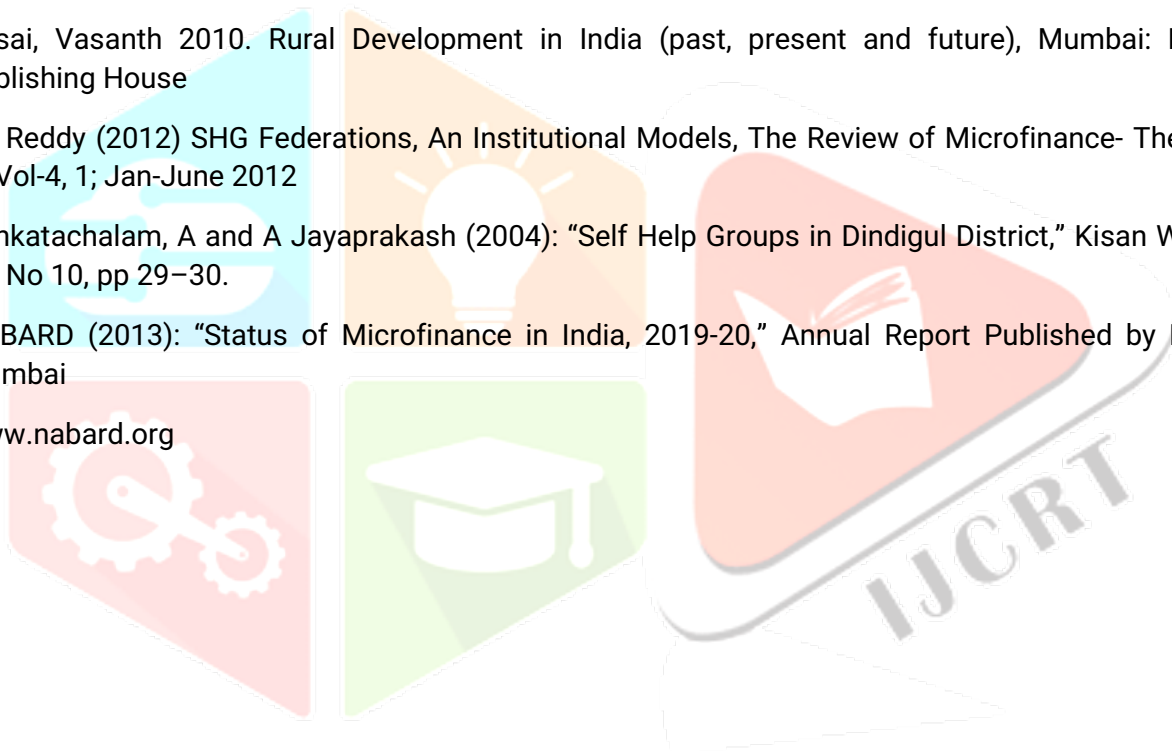 sai, Vasanth 2010. Rural Development in India (past, present and future), Mumbai:
blishing House
Reddy (2012) SHG Federations, An Institutional Models, The Review of Microfinance- The
Vol-4, 1; Jan-June 2012
nkatachalam, A and A Jayaprakash (2004): “Self Help Groups in Dindigul District,” Kisan
No 10, pp 29–30.
BARD (2013): “Status of Microfinance in India, 2019-20,” Annual Report Published by
mbai
w.nabard.org
IJCRT